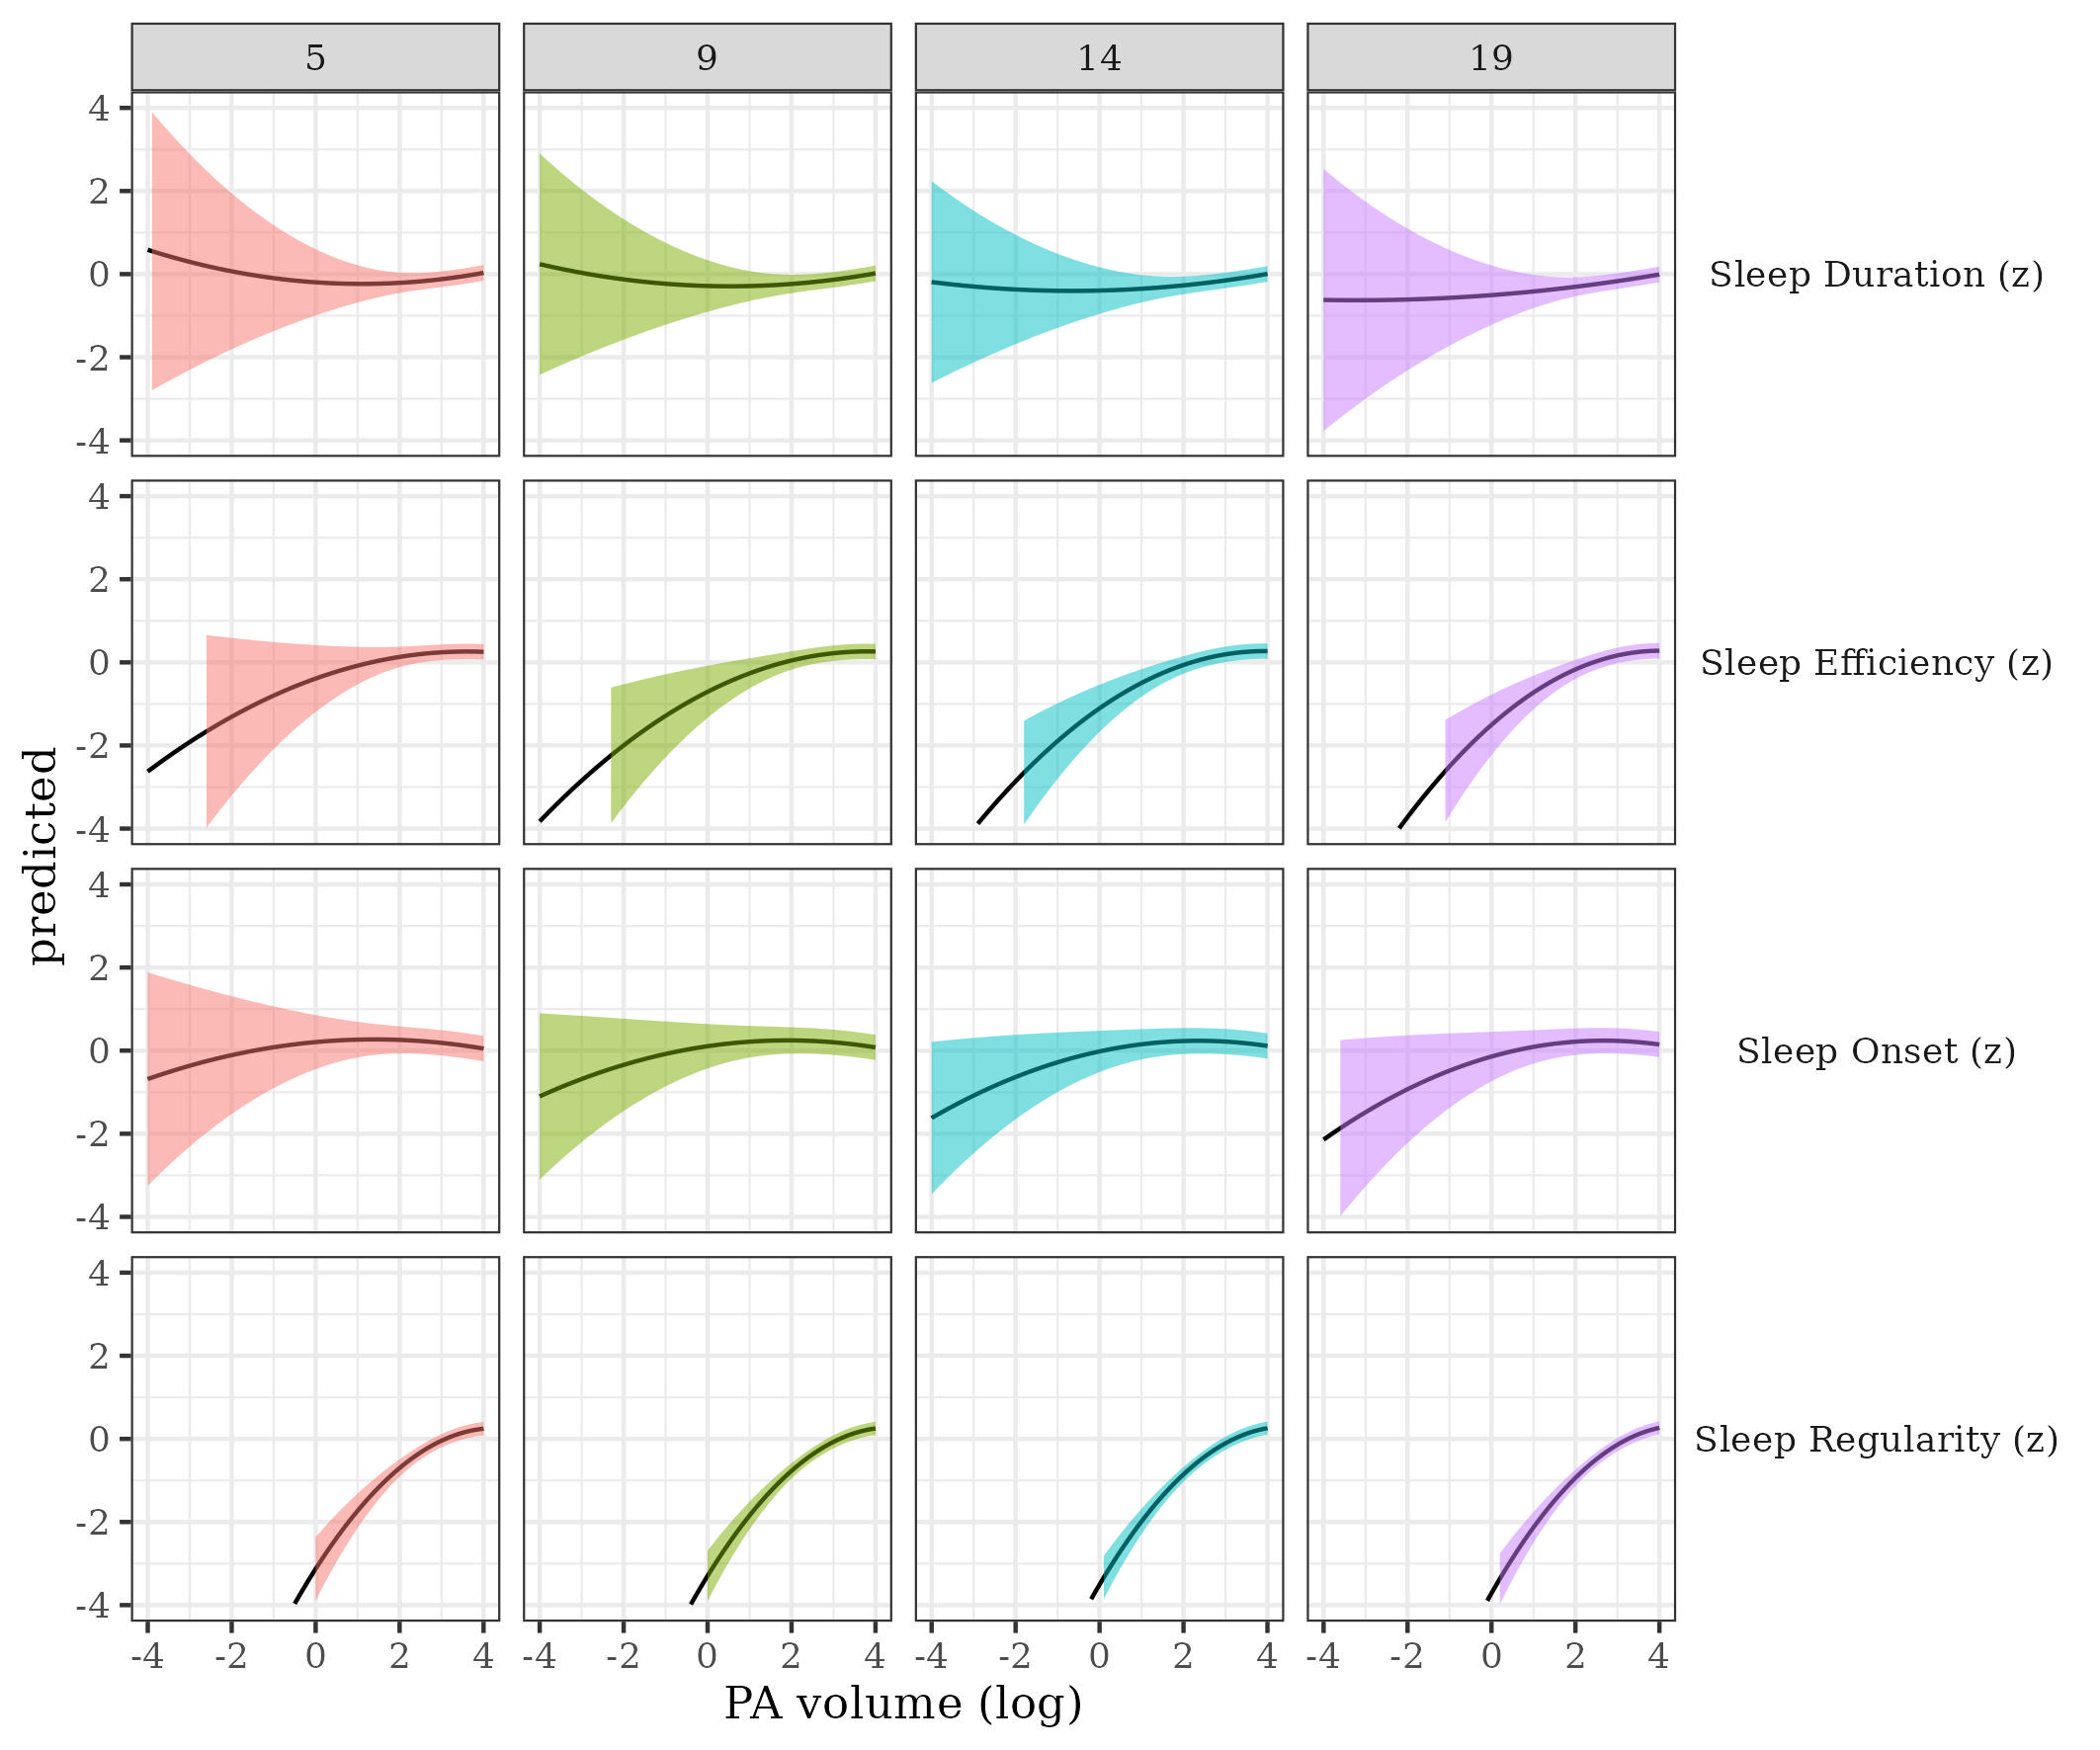 5 9 14 19
4
2
0
-2
-4
Sleep Duration (z)
4
2
0
-2
-4
Sleep Efficiency (z)
predicted
4
2
0
-2
-4
Sleep Onset (z)
4
2
0
-2
-4
Sleep Regularity (z)
-4 -2 0 2 4 -4 -2 0 2 4 -4 -2 0 2 4 -4 -2 0 2 4
PA volume (log)